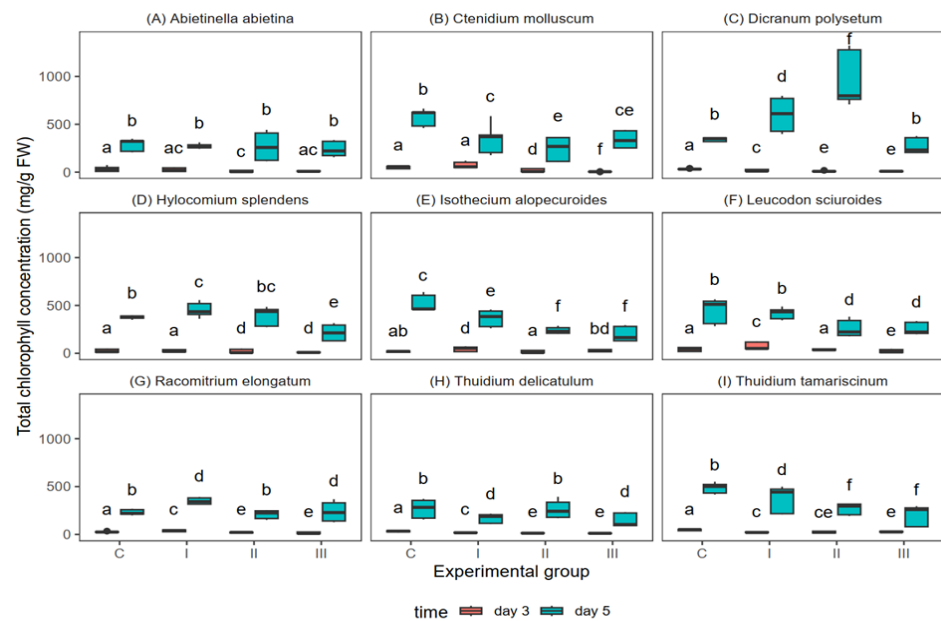 (A) Abietinella abietina
(B) Ctenidium molluscum
(C) Dicranum polysetum
1000
500
0
a b ac b c b ac b
a b a c d e f ce
a b c d e f e b
(D) Hylocomium splendens
(E) Isothecium alopecuroides
(F) Leucodon sciuroides
1000
500
0
a b a c d bc d e
ab c d e a f bd f
a b c b a d e d
(G) Racomitrium elongatum
(H) Thuidium delicatulum
(I) Thuidium tamariscinum
1000
500
0
a b c d e b e d
a b c d e b e d
a b c d ce f e f
C I II III
C I II III
C I II III
Total chlorophyll concentration (mg/g FW)
Experimental group
time day 3 day 5